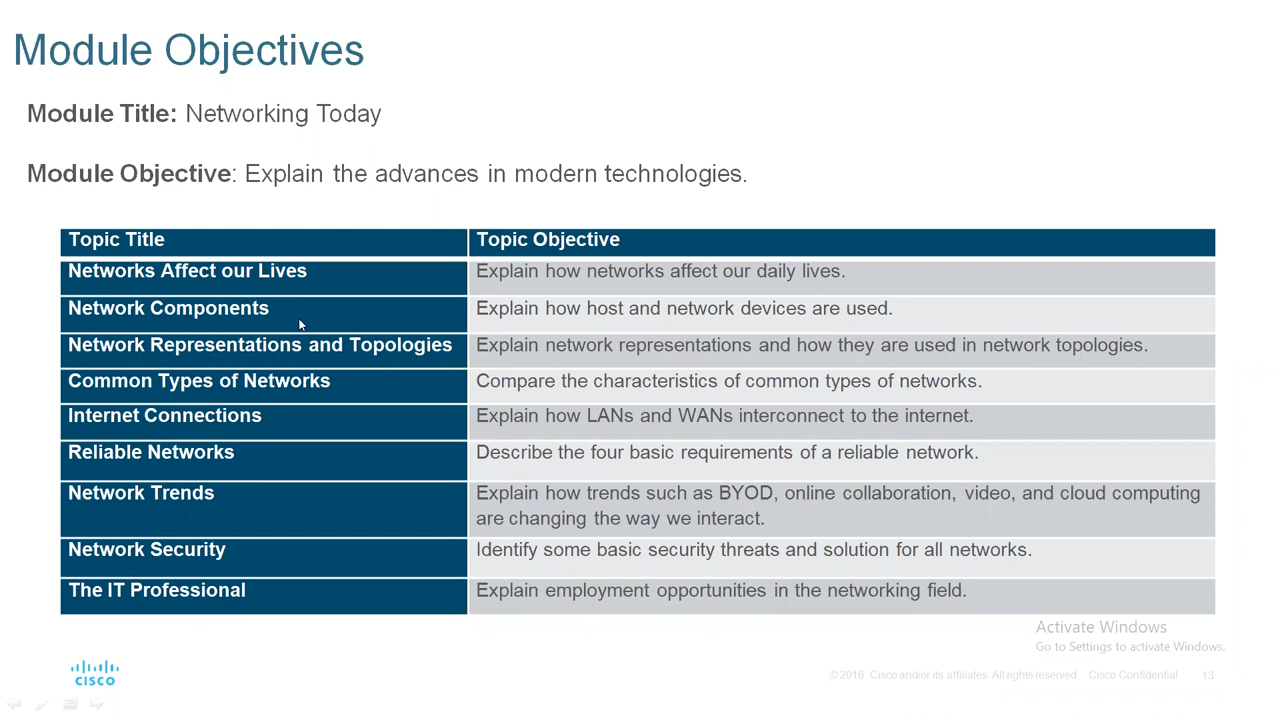 Module Objectives
Module Title: Networking Today
Module Objective: Explain the advances in modern technologies.
Topic Title Topic Objective
Networks Affect our Lives Explain how networks affect our daily lives.
Network Components Explain how host and network devices are used.
Network Representations and Topologies Explain network representations and how they are used in network topologies.
Common Types of Networks Compare the characteristics of common types of networks.
Internet Connections Explain how LANs and WANs interconnect to the internet.
Reliable Networks Describe the four basic requirements of a reliable network.
Network Trends Explain how trends such as BYOD, online collaboration, video, and cloud computing
are changing the way we interact.
Network Security Identify some basic security threats and solution for all networks.
The IT Professional Explain employment opportunities in the networking field.
Activate Windows
Go to Settings to activate Windows.
CISCO
© 2016 Cisco and/or its affiliates. All rights reserved. Cisco Confidential 13